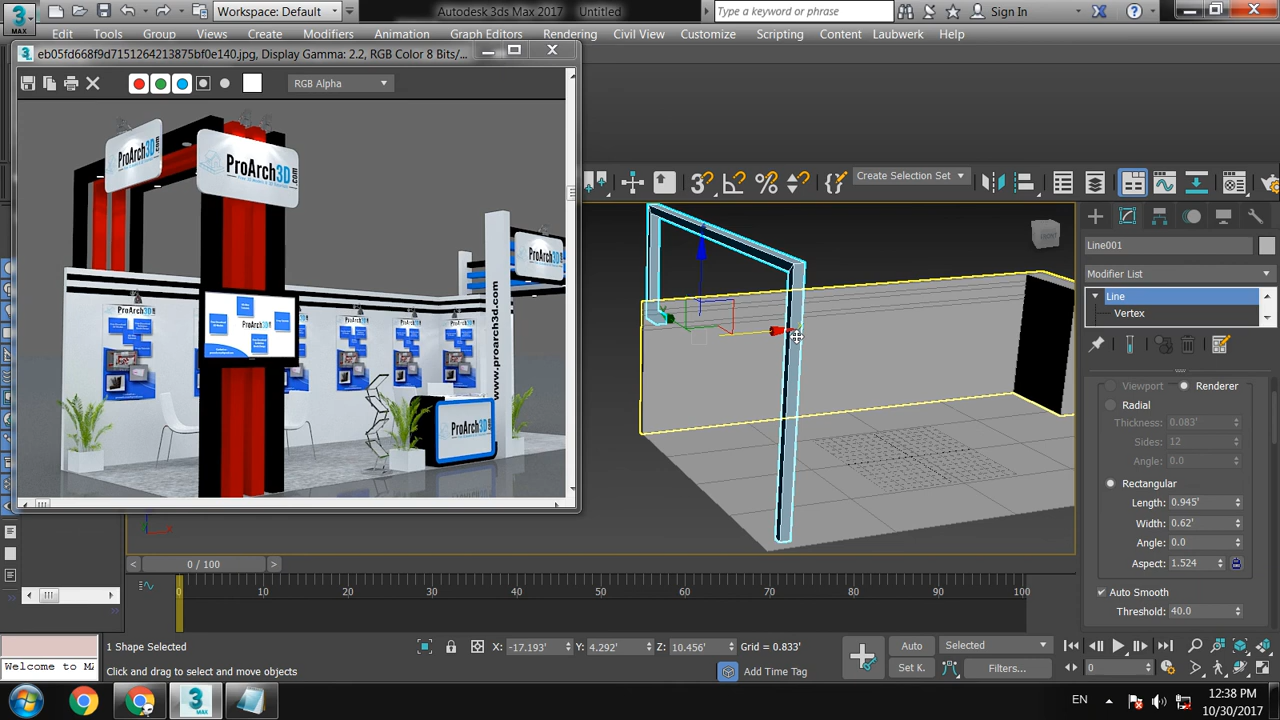 MAX
Workspace: Default
Autodesk 3ds Max 2017    Untitled
Type a keyword or phrase
Sign In
Edit Tools Group Views Create Modifiers Animation Graph Editors Rendering Civil View Customize Scripting Content Laubwerk Help
eb05fd668f9d7151264213875bf0e140.jpg, Display Gamma: 2.2, RGB Color 8 Bits/...
RGB Alpha
Create Selection Set
ProArch3D
ProArch3D.com
ProArch3D
www.proarch3d.com
ProArch3D
ProArch3D
FRONT
Line001
Modifier List
Line
Vertex
Viewport Renderer
Radial
Thickness: 0.083'
Sides: 12
Angle: 0.0
Rectangular
Length: 0.945'
Width: 0.62'
Angle: 0.0
Aspect: 1.524
Auto Smooth
Threshold: 40.0
0 / 100
0 10 20 30 40 50 60 70 80 90 100
1 Shape Selected
X: -17.193' Y: 4.292' Z: 10.456' Grid = 0.833'
Auto Selected
Welcome to MA
Click and drag to select and move objects
Add Time Tag
Set K. Filters... 0
EN
12:38 PM
10/30/2017